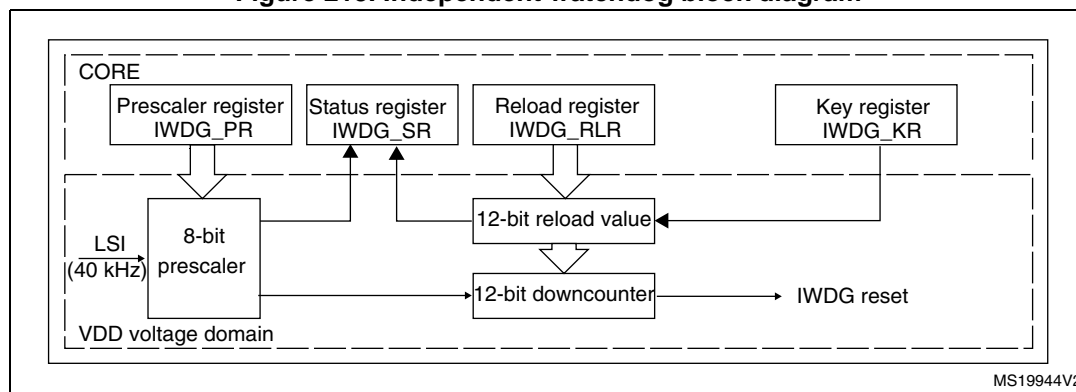 CORE
Prescaler register
IWDG_PR
Status register
IWDG_SR
Reload register
IWDG_RLR
Key register
IWDG_KR
12-bit reload value
8-bit
prescaler
LSI
(40 kHz)
12-bit downcounter
IWDG reset
VDD voltage domain
MS19944V2